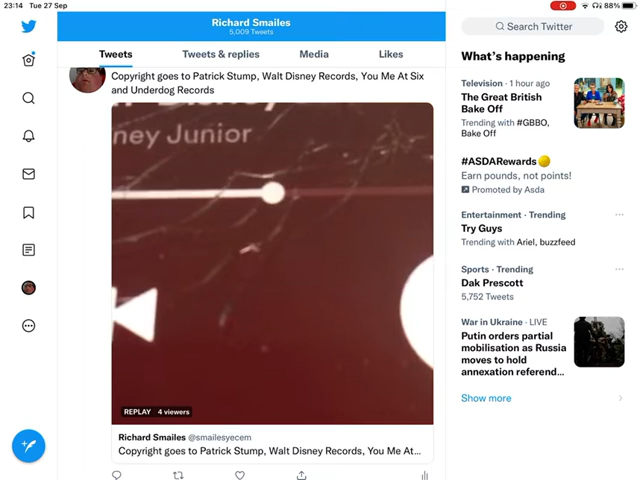 23:14 Tue 27 Sep
88%
Richard Smailes
5,009 Tweets
Tweets
Tweets & replies
Media
Likes
Copyright goes to Patrick Stump, Walt Disney Records, You Me At Six
and Underdog Records
ney Junior
REPLAY 4 viewers
Richard Smailes @smailesyecem
Copyright goes to Patrick Stump, Walt Disney Records, You Me At...
Search Twitter
What's happening
Television · 1 hour ago
The Great British
Bake Off
Trending with #GBBO,
Bake Off
#ASDARewards
Earn pounds, not points!
Promoted by Asda
Entertainment · Trending
Try Guys
Trending with Ariel, buzzfeed
Sports · Trending
Dak Prescott
5,752 Tweets
War in Ukraine · LIVE
Putin orders partial
mobilisation as Russia
moves to hold
annexation referend...
Show more